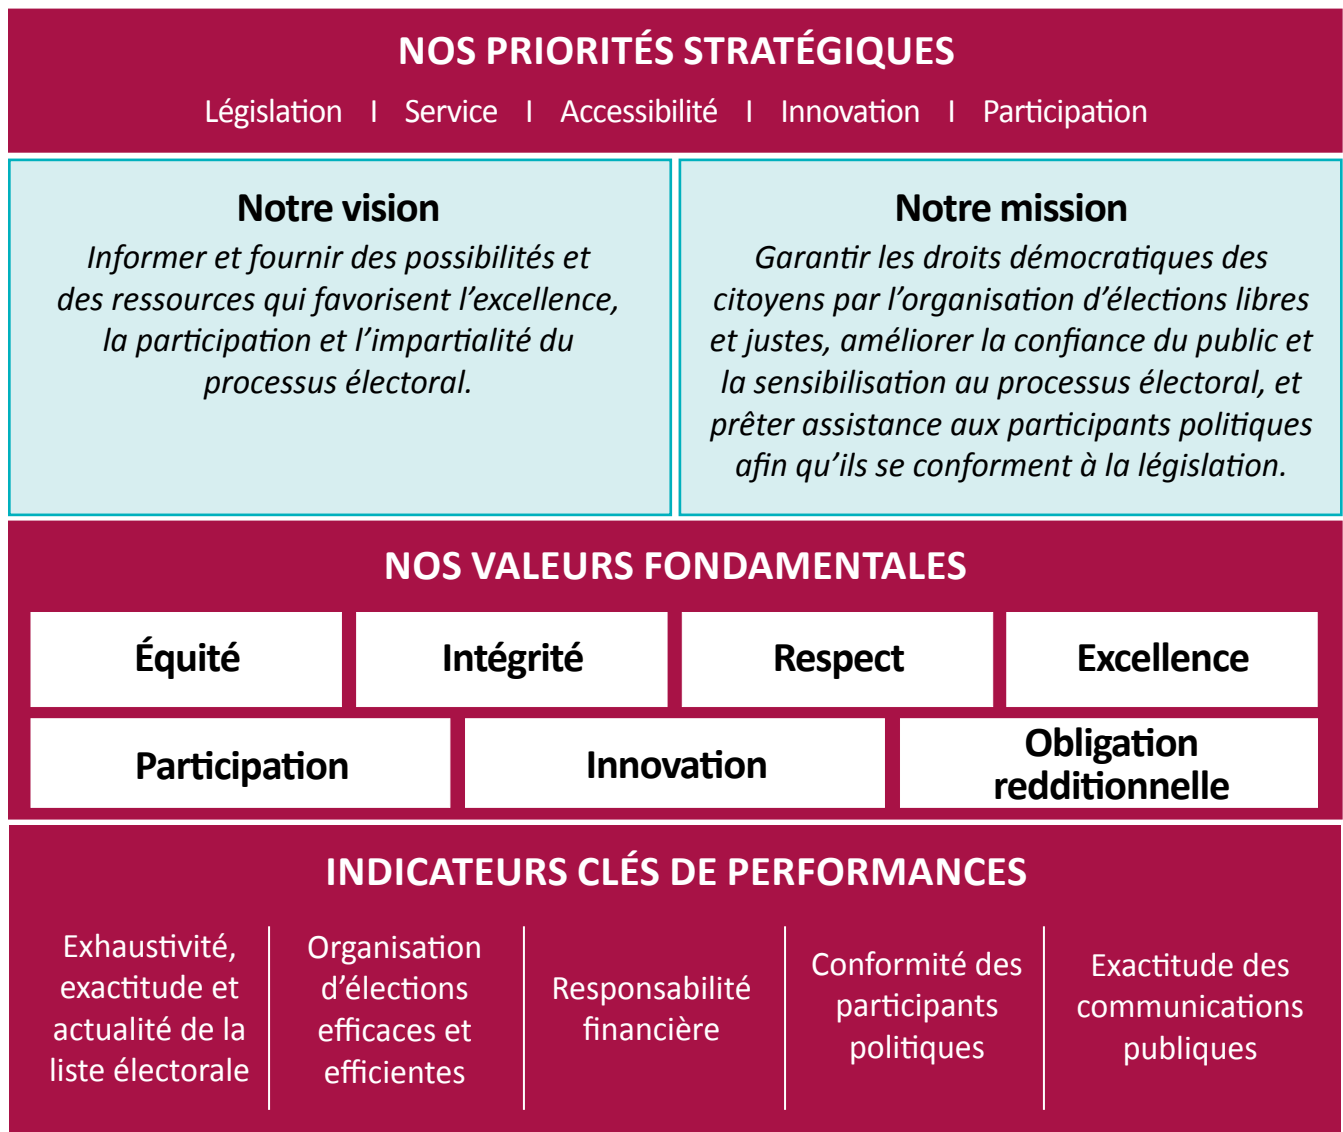 NOS PRIORITÉS STRATÉGIQUES
Législation I Service I Accessibilité I Innovation I Participation
Notre vision
Informer et fournir des possibilités et
des ressources qui favorisent l’excellence,
la participation et l’impartialité du
processus électoral.
Notre mission
Garantir les droits démocratiques des
citoyens par l’organisation d’élections libres
et justes, améliorer la confiance du public et
la sensibilisation au processus électoral, et
prêter assistance aux participants politiques
afin qu’ils se conforment à la législation.
NOS VALEURS FONDAMENTALES
Équité
Intégrité
Respect
Excellence
Participation
Innovation
Obligation
redditionnelle
INDICATEURS CLÉS DE PERFORMANCES
Exhaustivité,
exactitude et
actualité de la
liste électorale
Organisation
d’élections
efficaces et
efficientes
Responsabilité
financière
Conformité des
participants
politiques
Exactitude des
communications
publiques